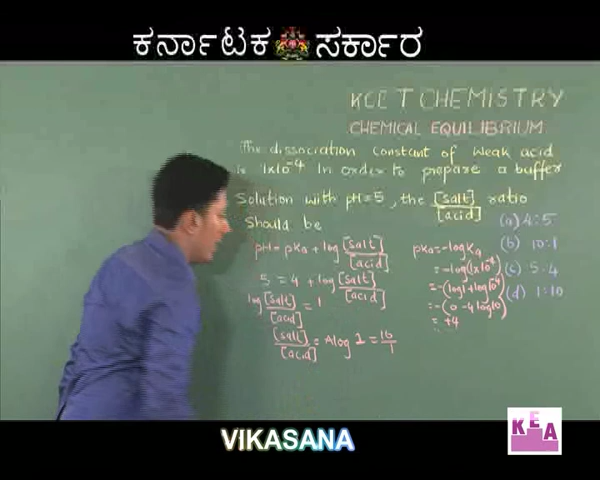 ಕರ್ನಾಟಕ ಸರ್ಕಾರ
KCET CHEMISTRY
CHEMICAL EQUILIBRIUM
The dissociation constant of weak acid
is 1x10⁻⁴ In order to prepare a buffer
Solution with pH=5, the [salt]/[acid] ratio
Should be
(a) 4:5
(b) 10:1
(c) 5:4
(d) 1:10
pH = pKa + log [salt]/[acid]
5 = 4 + log [salt]/[acid]
log [salt]/[acid] = 1
[salt]/[acid] = Alog 1 = 10/1
pKa = -log Ka
= -log(1x10⁻⁴)
= -(log1+log10⁻⁴)
= -(0-4log10)
= +4
VIKASANA
KEA